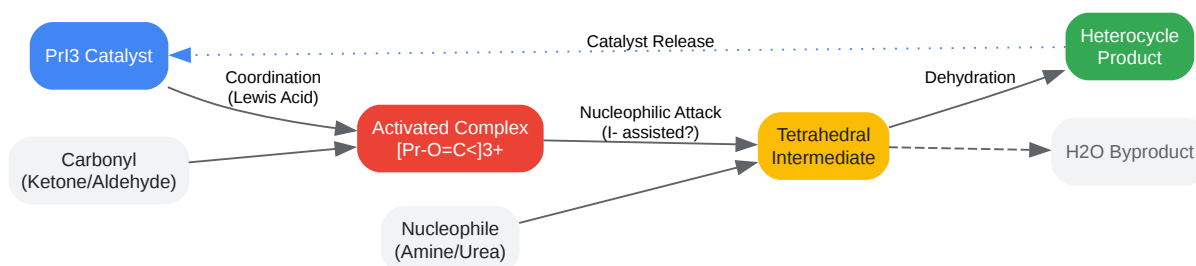 PrI3 Catalyst
Catalyst Release
Heterocycle
Product
Coordination
(Lewis Acid)
Dehydration
Activated Complex
[Pr-O=C<]3+
Nucleophilic Attack
(I- assisted?)
Tetrahedral
Intermediate
H2O Byproduct
Carbonyl
(Ketone/Aldehyde)
Nucleophile
(Amine/Urea)